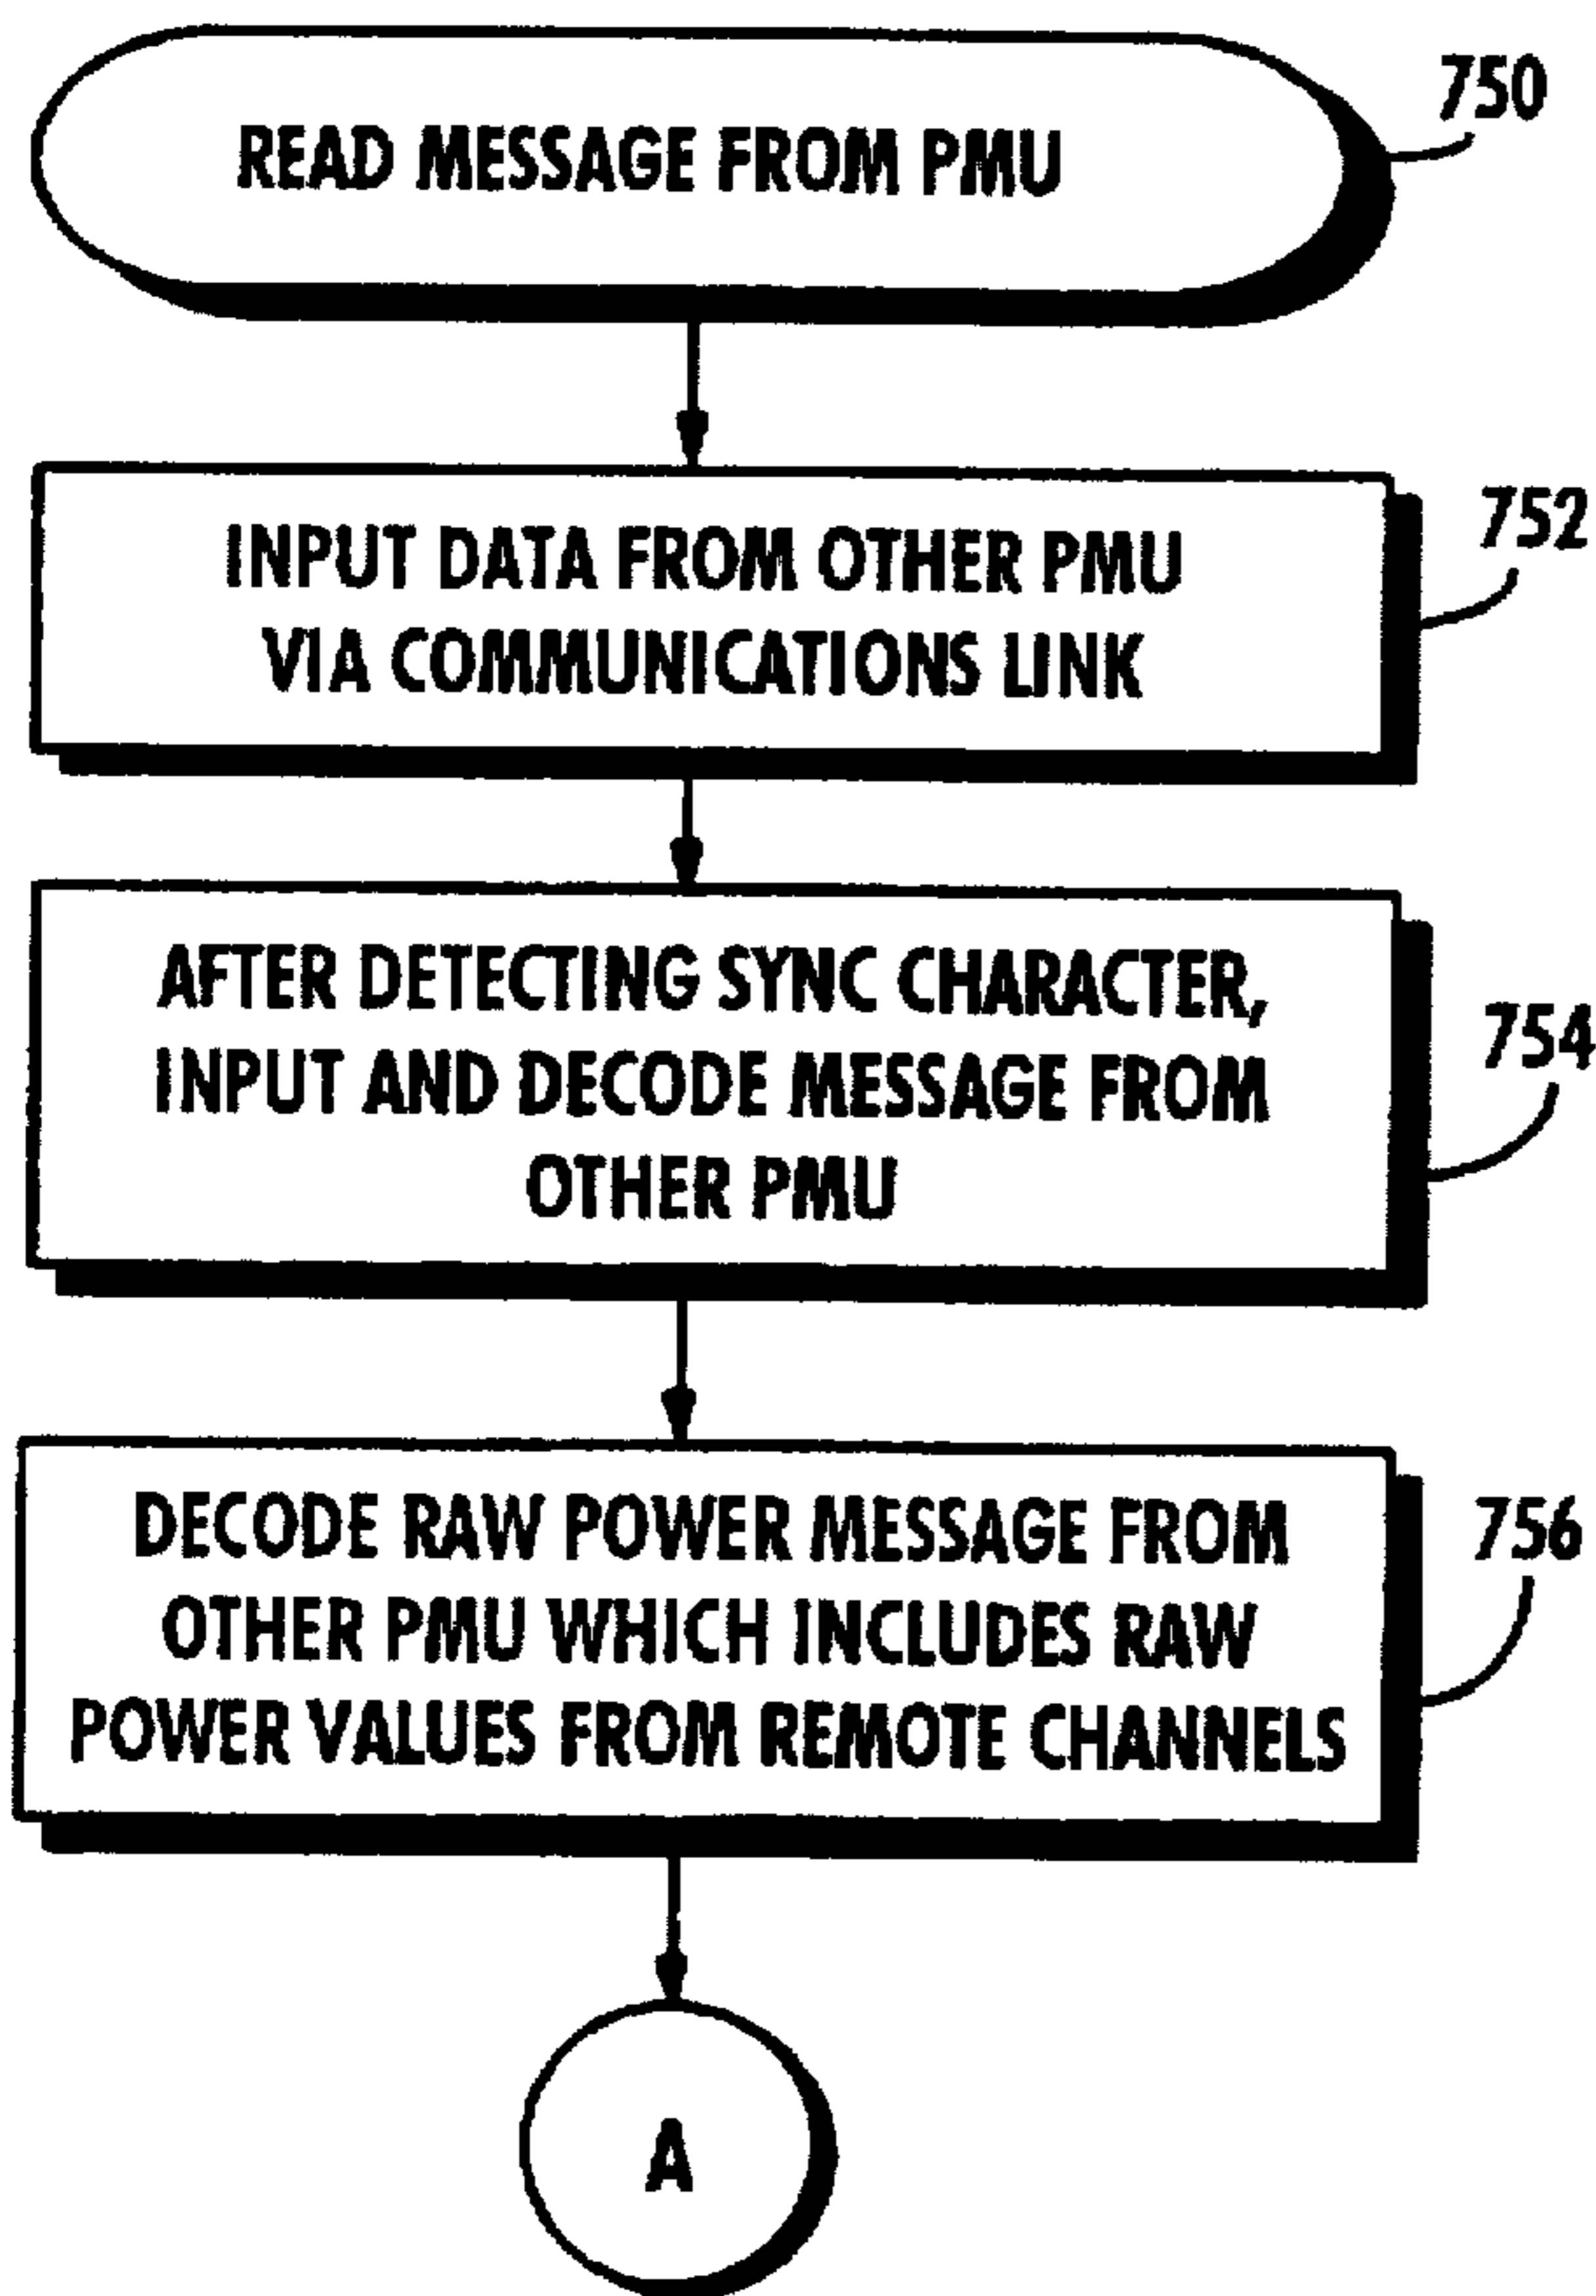 READ MESSAGE FROM PMU
750
INPUT DATA FROM OTHER PMU
VIA COMMUNICATIONS LINK
752
AFTER DETECTING SYNC CHARACTER,
INPUT AND DECODE MESSAGE FROM
OTHER PMU
754
DECODE RAW POWER MESSAGE FROM
OTHER PMU WHICH INCLUDES RAW
POWER VALUES FROM REMOTE CHANNELS
756
A